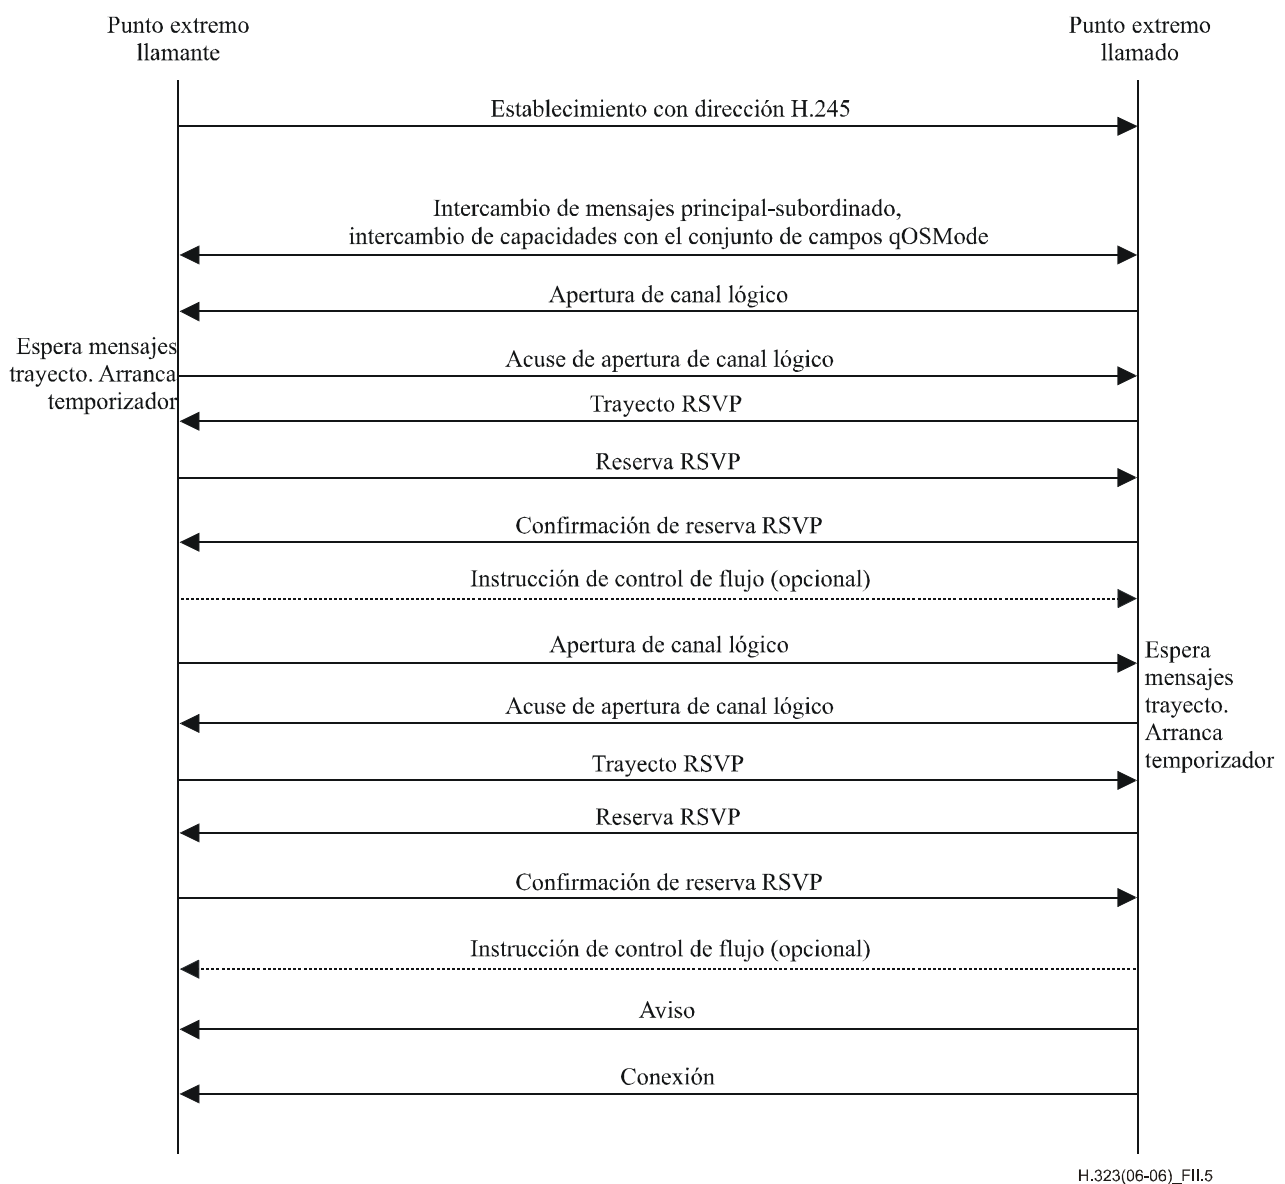 Punto extremo
llamante
Punto extremo
llamado
Establecimiento con dirección H.245
Intercambio de mensajes principal-subordinado,
intercambio de capacidades con el conjunto de campos qOSMode
Apertura de canal lógico
Espera mensajes
trayecto. Arranca
temporizador
Acuse de apertura de canal lógico
Trayecto RSVP
Reserva RSVP
Confirmación de reserva RSVP
Instrucción de control de flujo (opcional)
Apertura de canal lógico
Espera
mensajes
trayecto.
Arranca
temporizador
Acuse de apertura de canal lógico
Trayecto RSVP
Reserva RSVP
Confirmación de reserva RSVP
Instrucción de control de flujo (opcional)
Aviso
Conexión
H.323(06-06)_FII.5